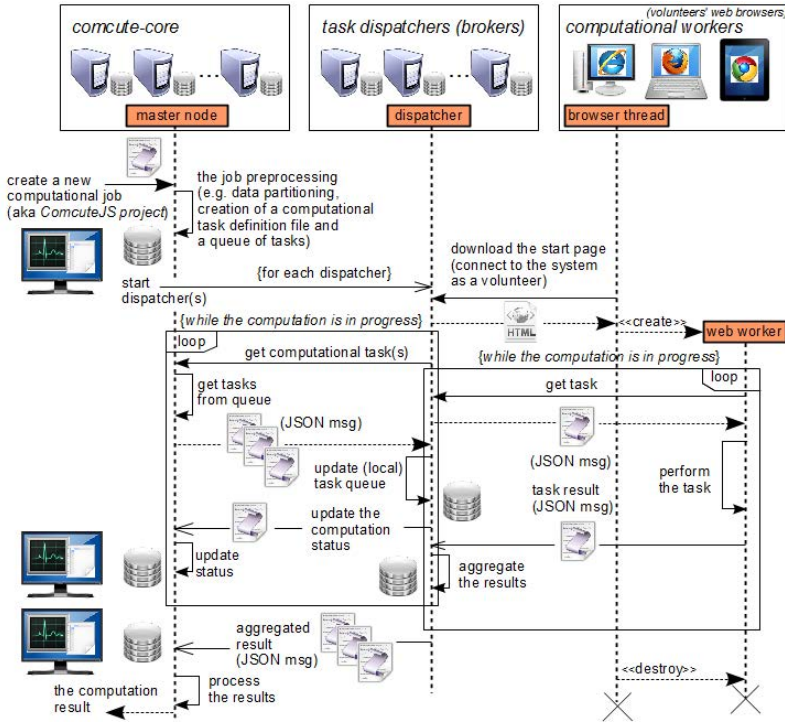 comcute-core
task dispatchers (brokers)
(volunteers' web browsers)
computational workers
master node
dispatcher
browser thread
create a new
computational job
(aka ComcuteJS project)
the job preprocessing
(e.g. data partitioning,
creation of a computational
task definition file and
a queue of tasks)
download the start page
(connect to the system
as a volunteer)
start
dispatcher(s)
{for each dispatcher}
HTML
<<create>>
web worker
{while the computation is in progress}
loop
get computational task(s)
{while the computation is in progress}
loop
get task
get tasks
from queue
(JSON msg)
(JSON msg)
update (local)
task queue
perform
the task
task result
(JSON msg)
update the
computation
status
update
status
aggregate
the results
aggregated
result
(JSON msg)
<<destroy>>
process
the results
the computation
result